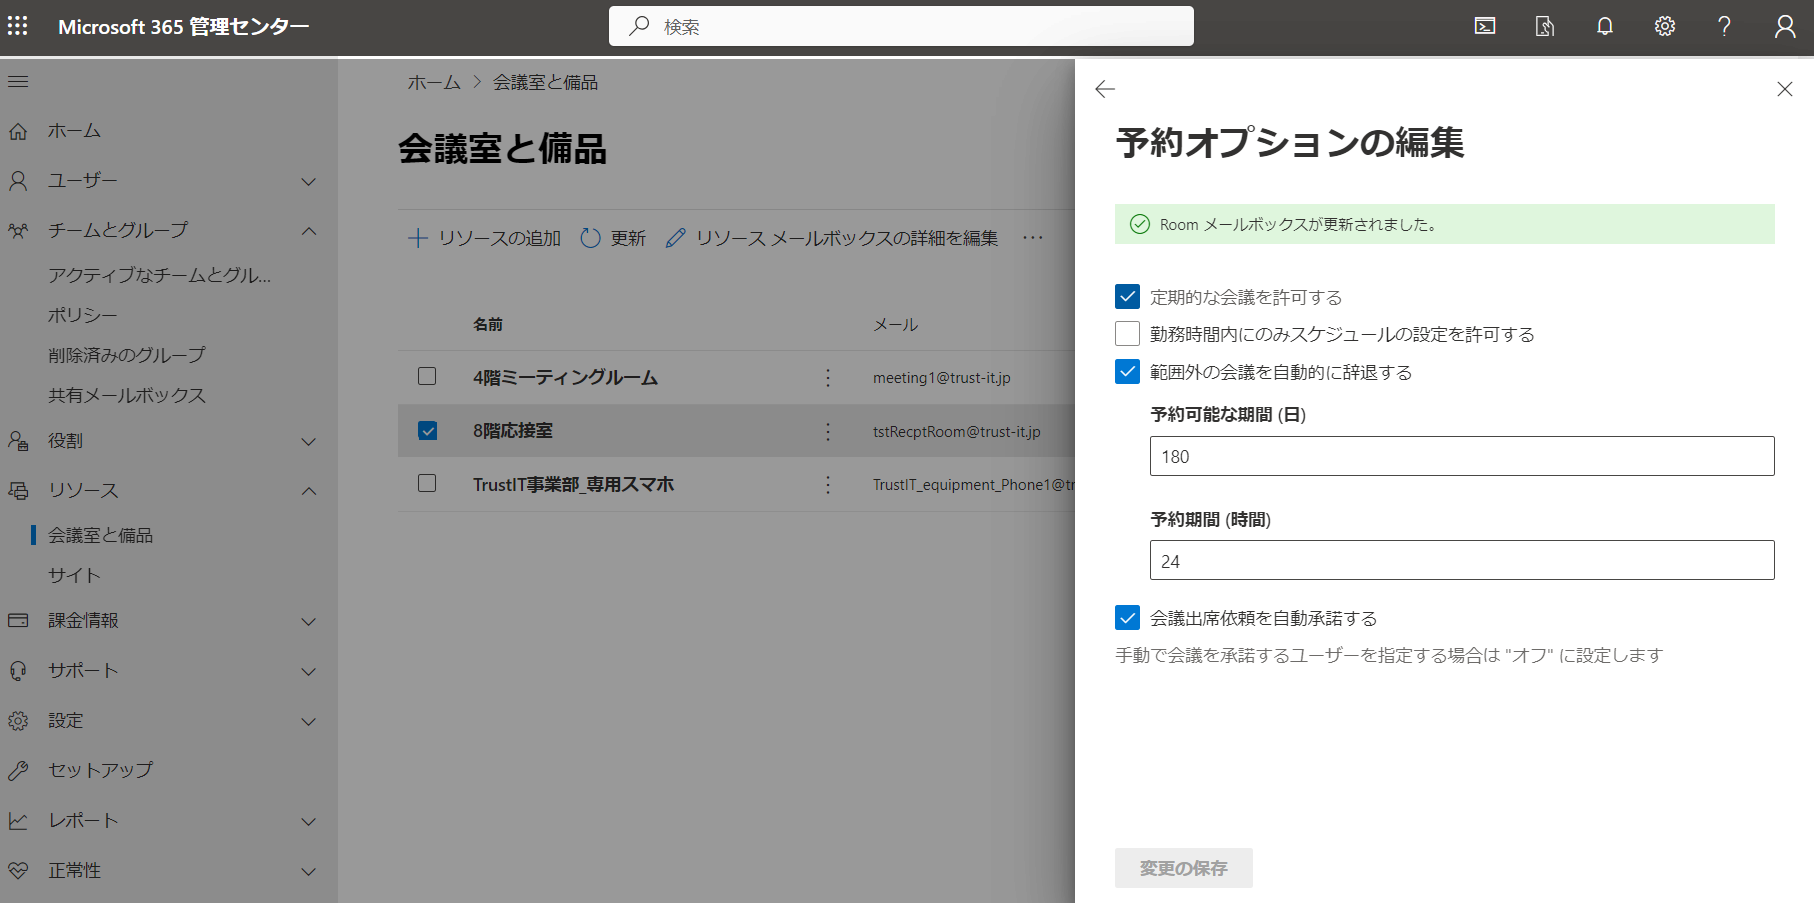 Microsoft 365 管理センター
検索
ホーム
ユーザー
チームとグループ
アクティブなチームとグル...
ポリシー
削除済みのグループ
共有メールボックス
役割
リソース
会議室と備品
サイト
課金情報
サポート
設定
セットアップ
レポート
正常性
ホーム > 会議室と備品
会議室と備品
リソースの追加 更新 リソース メールボックスの詳細を編集 ...
名前 メール
4階ミーティングルーム meeting1@trust-it.jp
8階応接室 tstRecptRoom@trust-it.jp
TrustIT事業部_専用スマホ TrustIT_equipment_Phone1@tr
予約オプションの編集
Room メールボックスが更新されました。
定期的な会議を許可する
勤務時間内にのみスケジュールの設定を許可する
範囲外の会議を自動的に辞退する
予約可能な期間 (日)
180
予約期間 (時間)
24
会議出席依頼を自動承諾する
手動で会議を承諾するユーザーを指定する場合は "オフ" に設定します
変更の保存